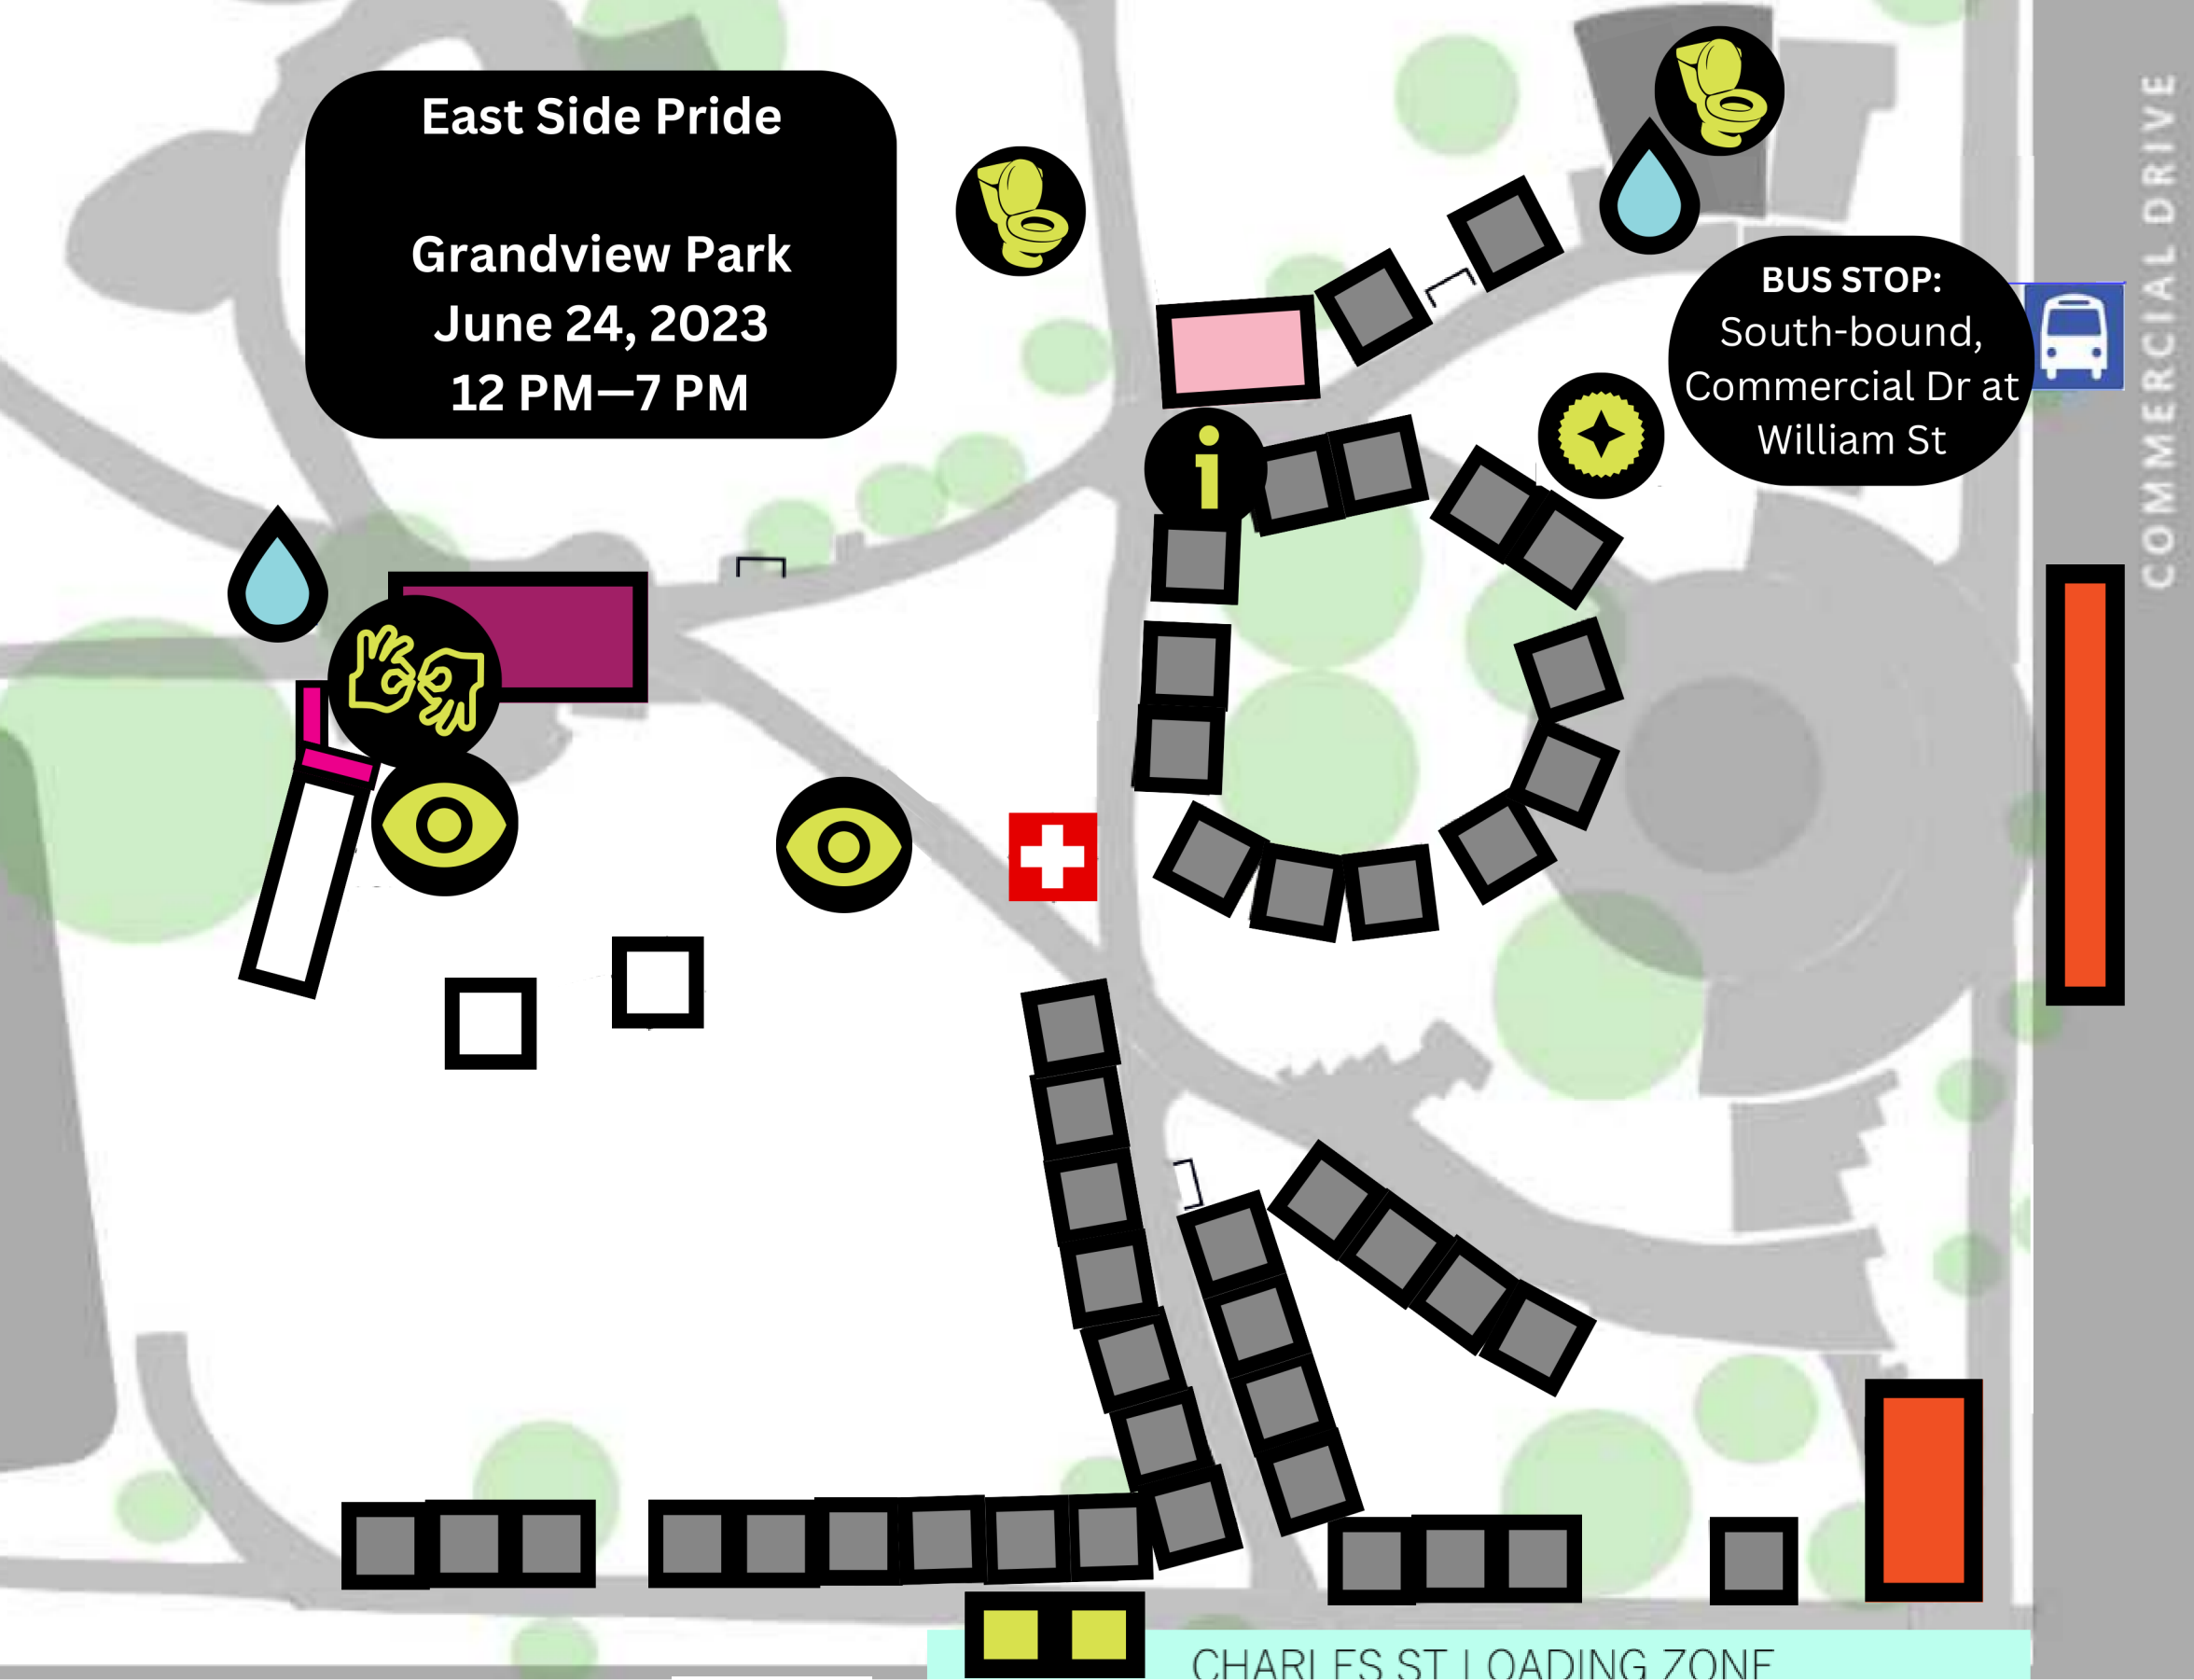 East Side Pride
Grandview Park
June 24, 2023
12 PM—7 PM
BUS STOP:
South-bound,
Commercial Dr at
William St
COMMERCIAL DRIVE
i
CHARLES ST LOADING ZONE